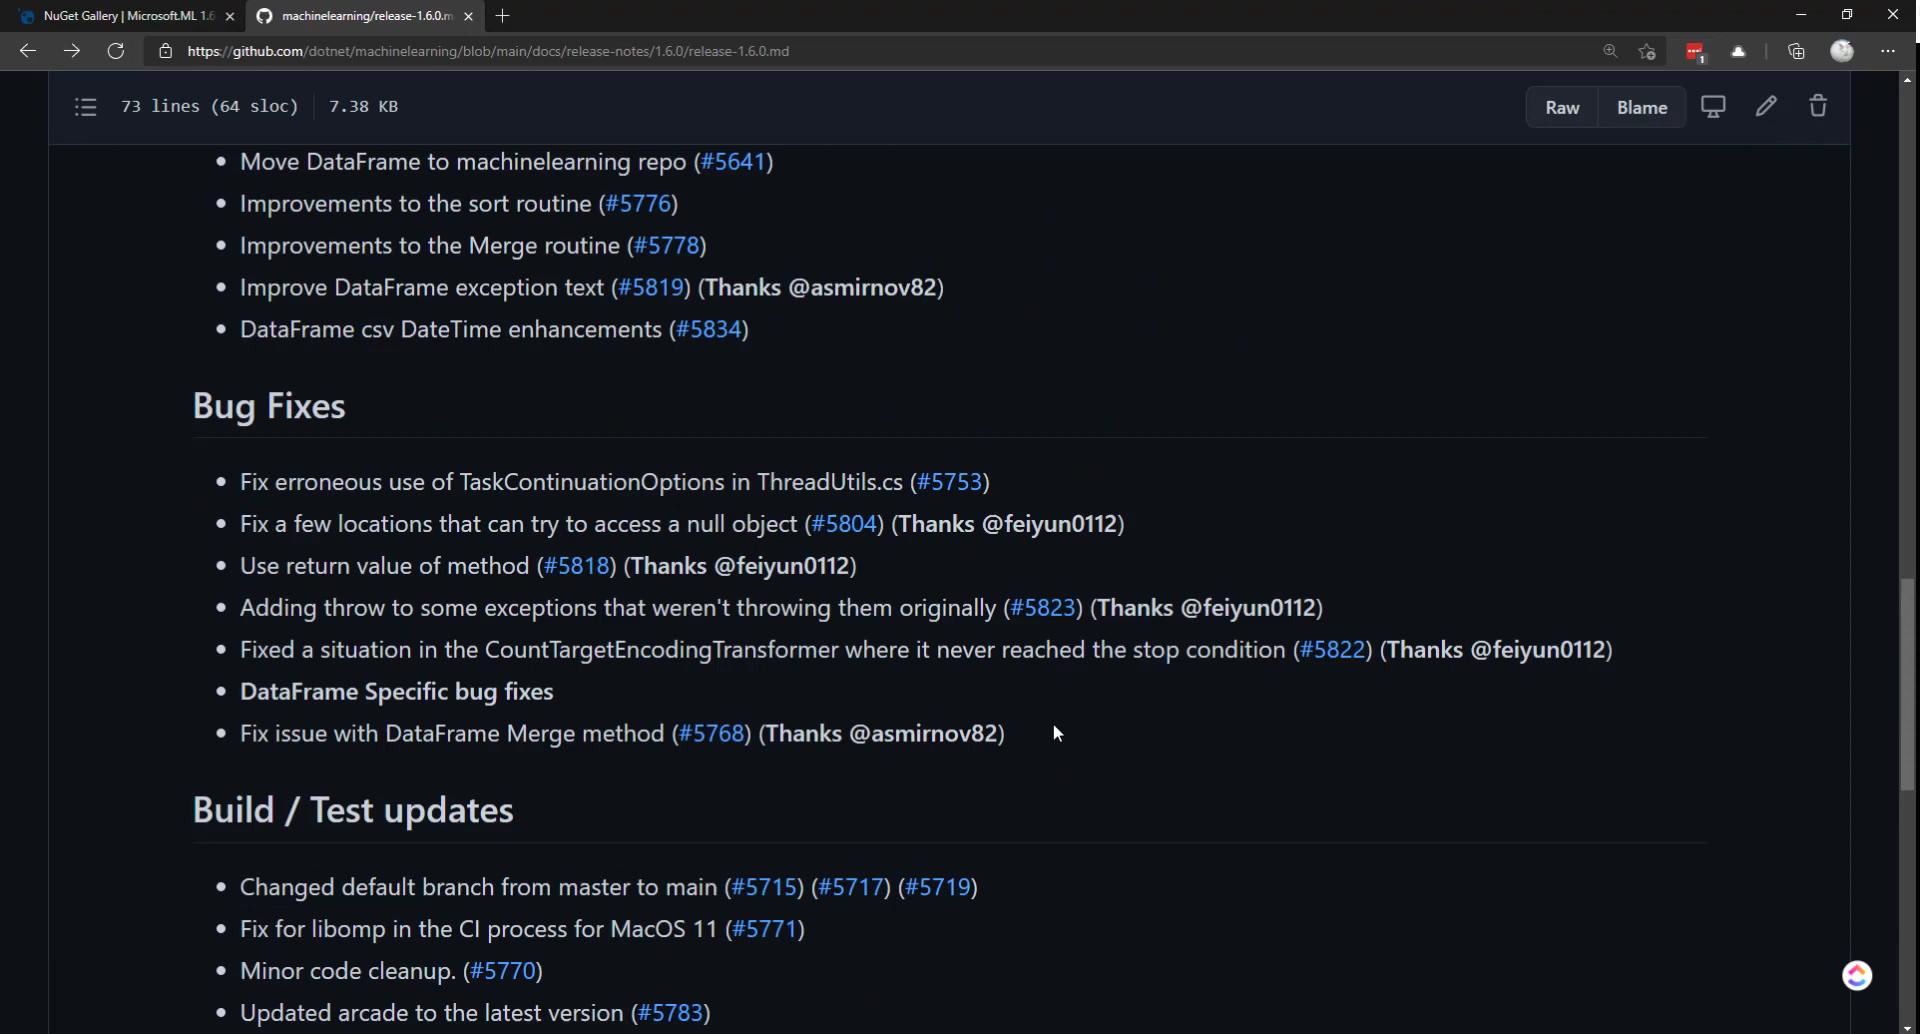 NuGet Gallery | Microsoft.ML 1.6
machinelearning/release-1.6.0.m
https://github.com/dotnet/machinelearning/blob/main/docs/release-notes/1.6.0/release-1.6.0.md
1
73 lines (64 sloc) 7.38 KB
Raw Blame
Move DataFrame to machinelearning repo (#5641)
Improvements to the sort routine (#5776)
Improvements to the Merge routine (#5778)
Improve DataFrame exception text (#5819) (Thanks @asmirnov82)
DataFrame csv DateTime enhancements (#5834)
Bug Fixes
Fix erroneous use of TaskContinuationOptions in ThreadUtils.cs (#5753)
Fix a few locations that can try to access a null object (#5804) (Thanks @feiyun0112)
Use return value of method (#5818) (Thanks @feiyun0112)
Adding throw to some exceptions that weren't throwing them originally (#5823) (Thanks @feiyun0112)
Fixed a situation in the CountTargetEncodingTransformer where it never reached the stop condition (#5822) (Thanks @feiyun0112)
DataFrame Specific bug fixes
Fix issue with DataFrame Merge method (#5768) (Thanks @asmirnov82)
Build / Test updates
Changed default branch from master to main (#5715) (#5717) (#5719)
Fix for libomp in the CI process for MacOS 11 (#5771)
Minor code cleanup. (#5770)
Updated arcade to the latest version (#5783)